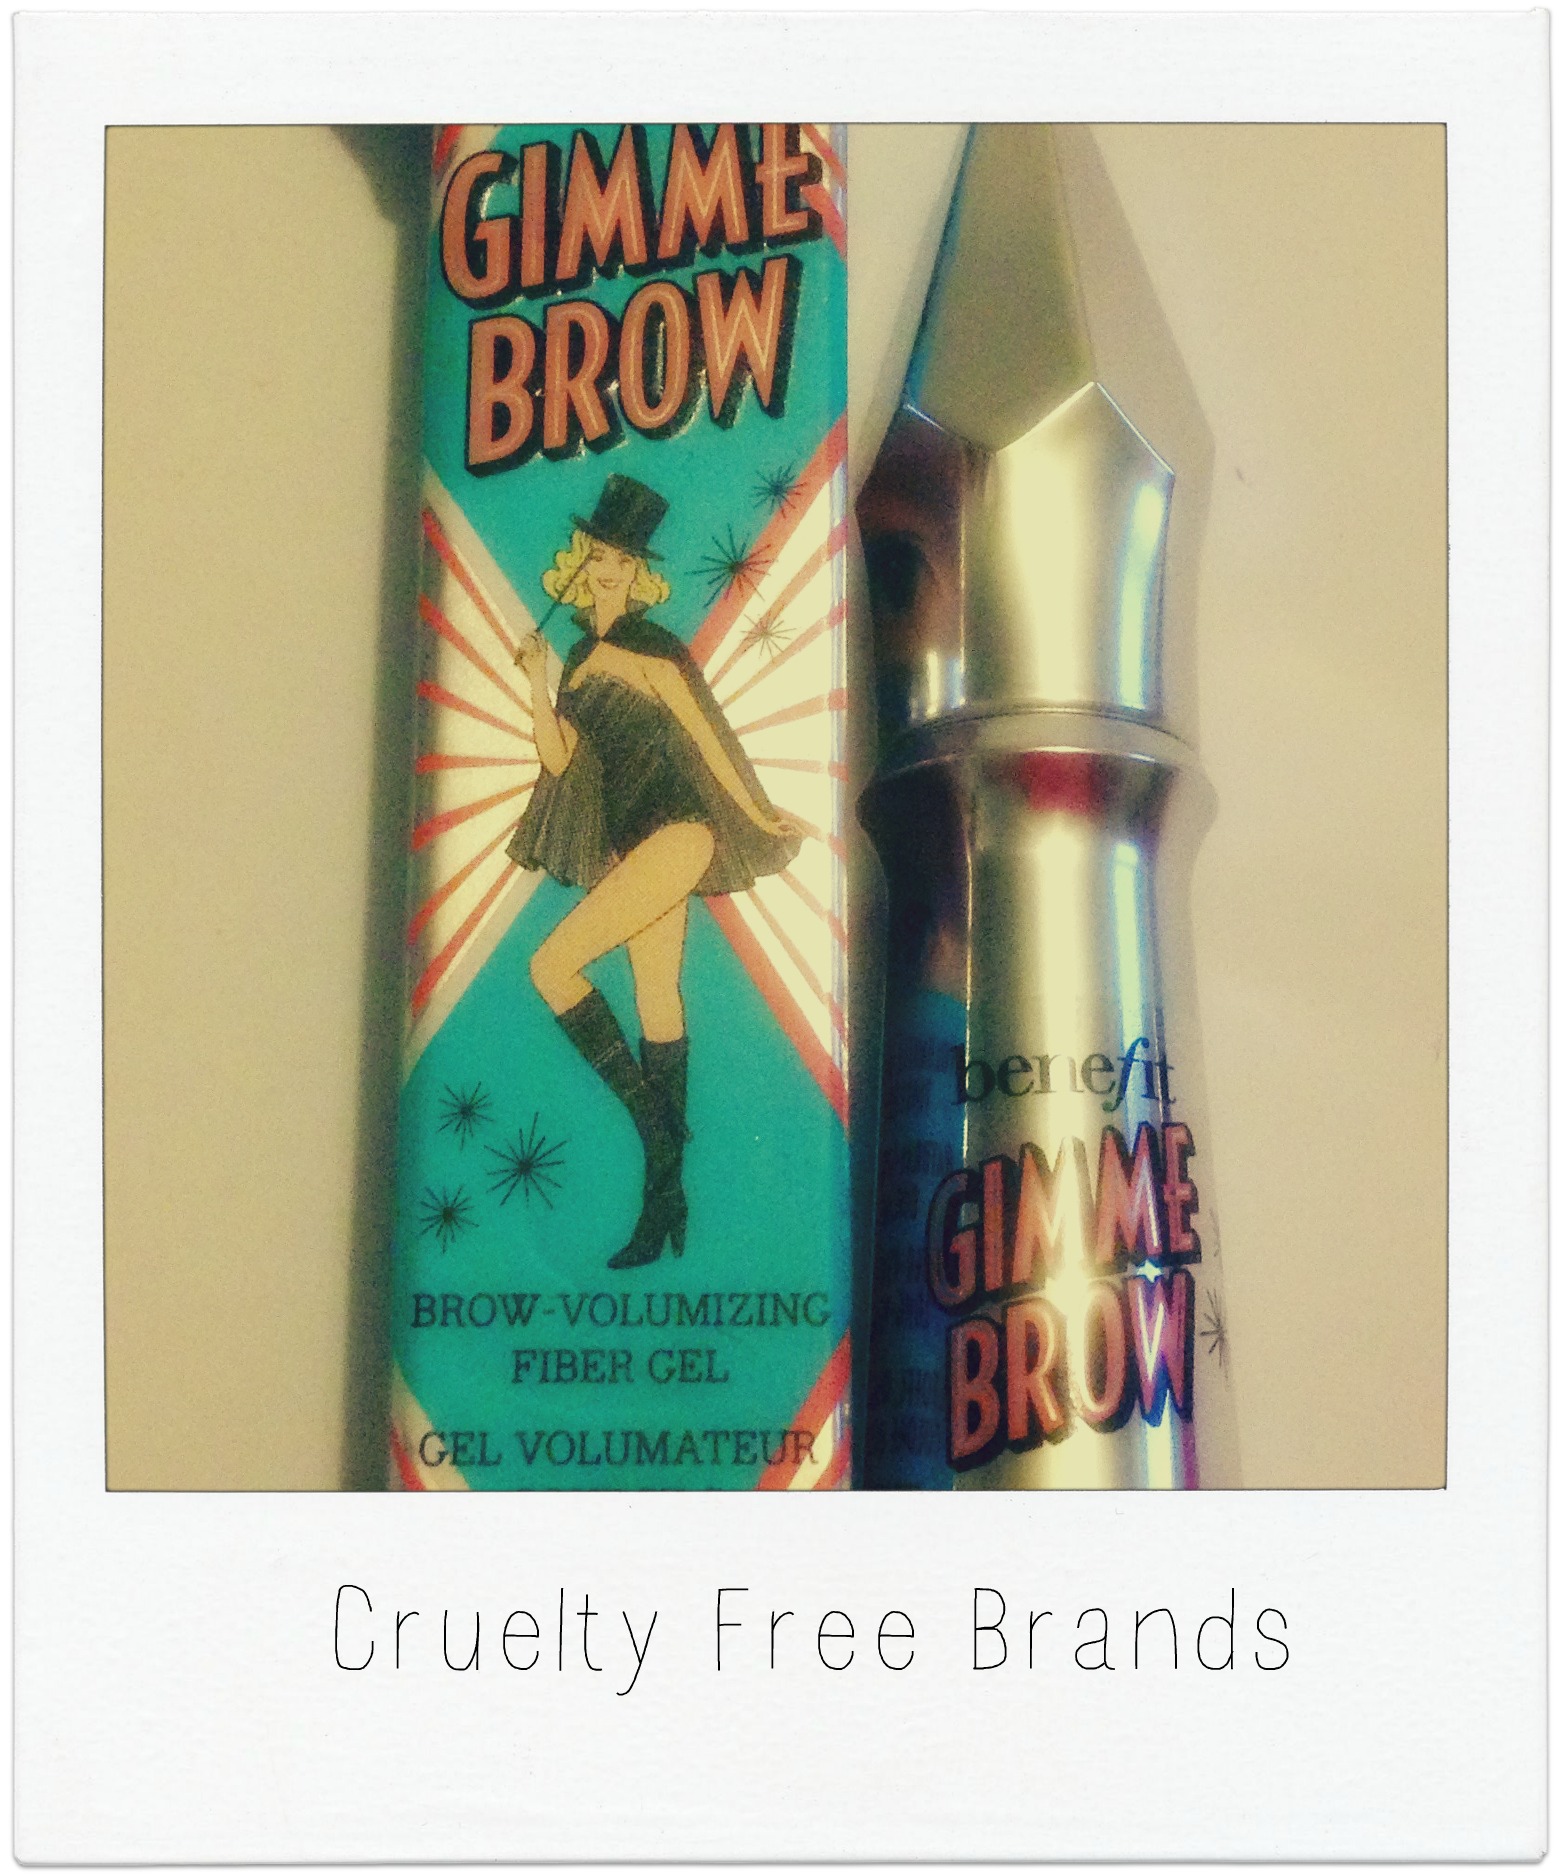 GIMME
BROW
BROW-VOLUMIZING
FIBER GEL
GEL VOLUMATEUR
benefit
GIMME
BROW
Cruelty Free Brands